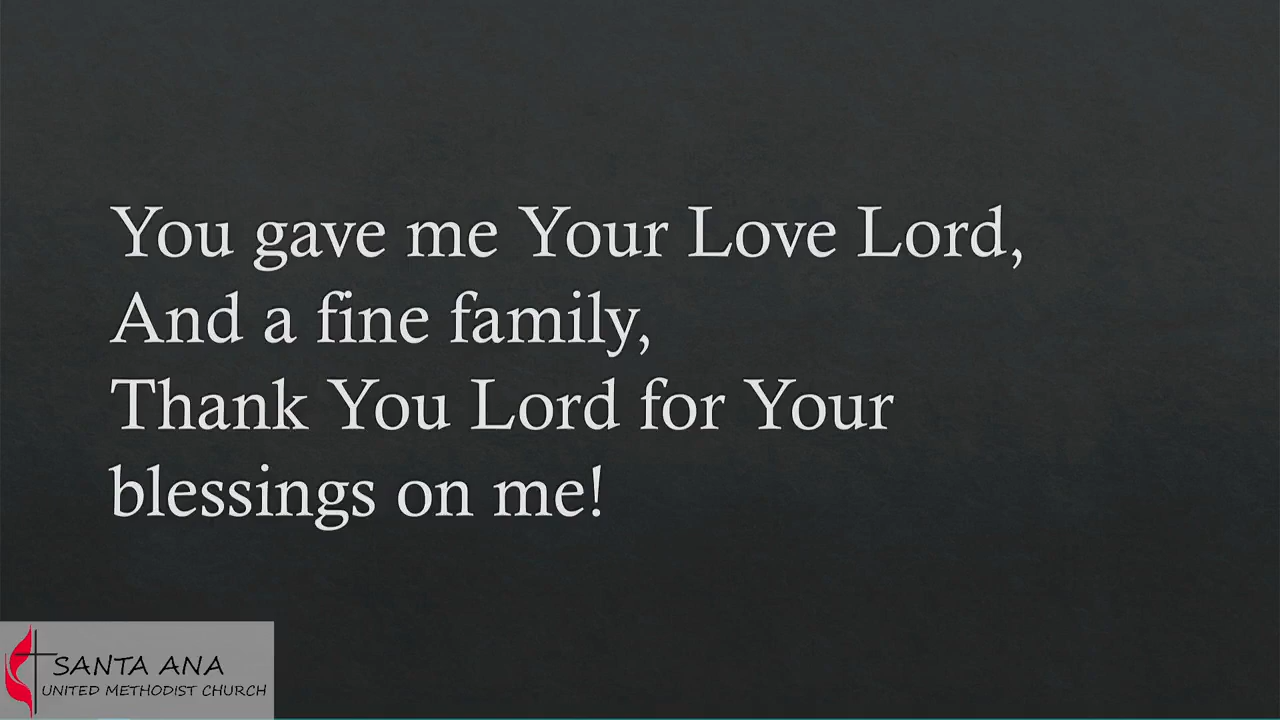 You gave me Your Love Lord,
And a fine family,
Thank You Lord for Your
blessings on me!
SANTA ANA
UNITED METHODIST CHURCH